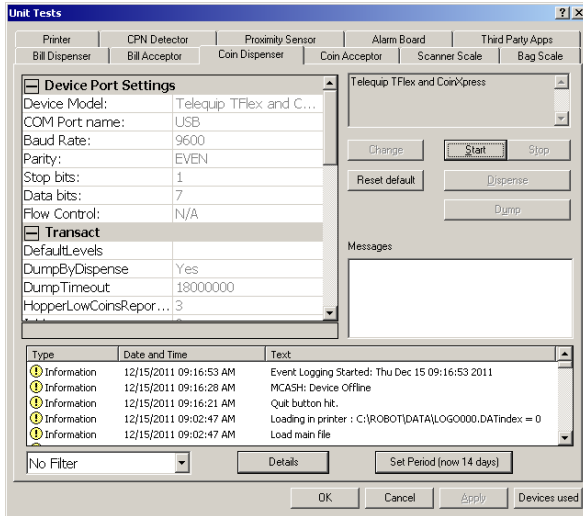 Unit Tests
Printer CPN Detector Proximity Sensor Alarm Board Third Party Apps
Bill Dispenser Bill Acceptor Coin Dispenser Coin Acceptor Scanner Scale Bag Scale
Device Port Settings
Device Model: Telequip TFlex and C...
COM Port name: USB
Baud Rate: 9600
Parity: EVEN
Stop bits: 1
Data bits: 7
Flow Control: N/A
Transact
DefaultLevels
DumpByDispense Yes
DumpTimeout 18000000
HopperLowCoinsRepor... 3
Telequip TFlex and CoinXpress
Change Start Stop
Reset default Dispense
Dump
Messages
Type Date and Time Text
Information 12/15/2011 09:16:53 AM Event Logging Started: Thu Dec 15 09:16:53 2011
Information 12/15/2011 09:16:28 AM MCASH: Device Offline
Information 12/15/2011 09:16:21 AM Quit button hit.
Information 12/15/2011 09:02:47 AM Loading in printer : C:\ROBOT\DATA\LOGO000.DATindex = 0
Information 12/15/2011 09:02:47 AM Load main file
No Filter Details Set Period (now 14 days)
OK Cancel Apply Devices used